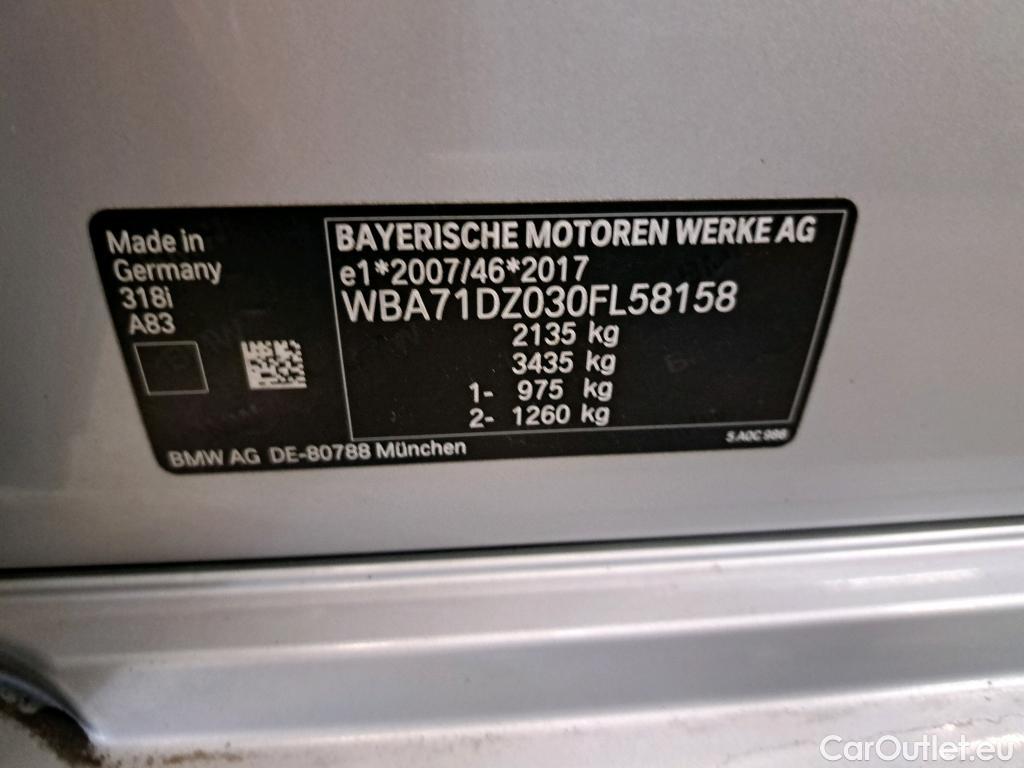 Made in
Germany
318i
A83
BAYERISCHE MOTOREN WERKE AG
e1*2007/46*2017
WBA71DZ030FL58158
2135 kg
3435 kg
1- 975 kg
2- 1260 kg
5 A0C 986
BMW AG DE-80788 München
CarOutlet.eu